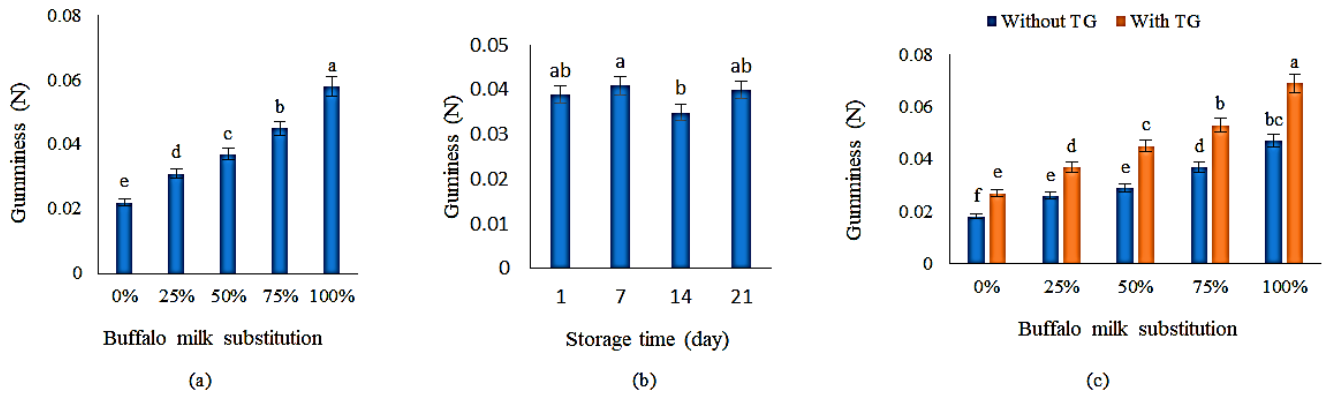 0.08
0.06
0.04
0.02
0
Gumminess (N)
e
d
c
b
a
0% 25% 50% 75% 100%
Buffalo milk substitution
(a)
0.05
0.04
0.03
0.02
0.01
0
Guminess (N)
ab
a
b
ab
1 7 14 21
Storage time (day)
(b)
Without TG With TG
0.08
0.06
0.04
0.02
0
Gumminess (N)
f e
e d
e c
d b
bc a
0% 25% 50% 75% 100%
Buffalo milk substitution
(c)